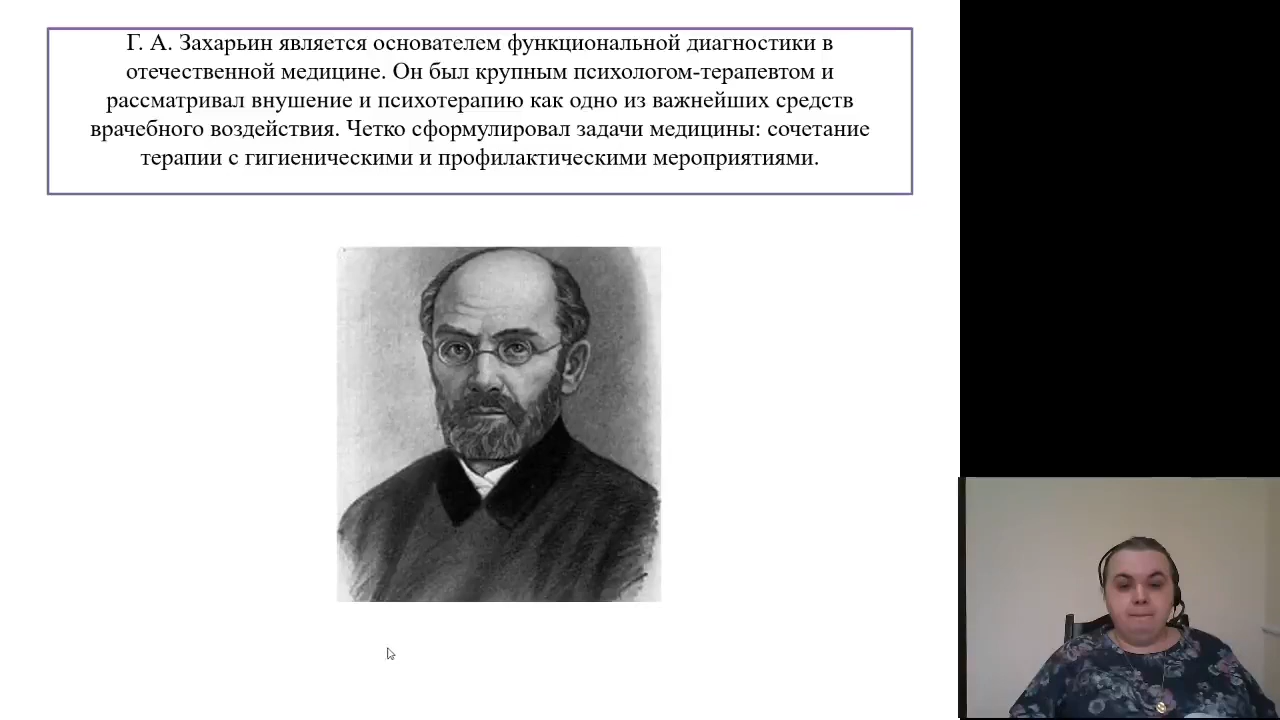 Г. А. Захарьин является основателем функциональной диагностики в
отечественной медицине. Он был крупным психологом-терапевтом и
рассматривал внушение и психотерапию как одно из важнейших средств
врачебного воздействия. Четко сформулировал задачи медицины: сочетание
терапии с гигиеническими и профилактическими мероприятиями.